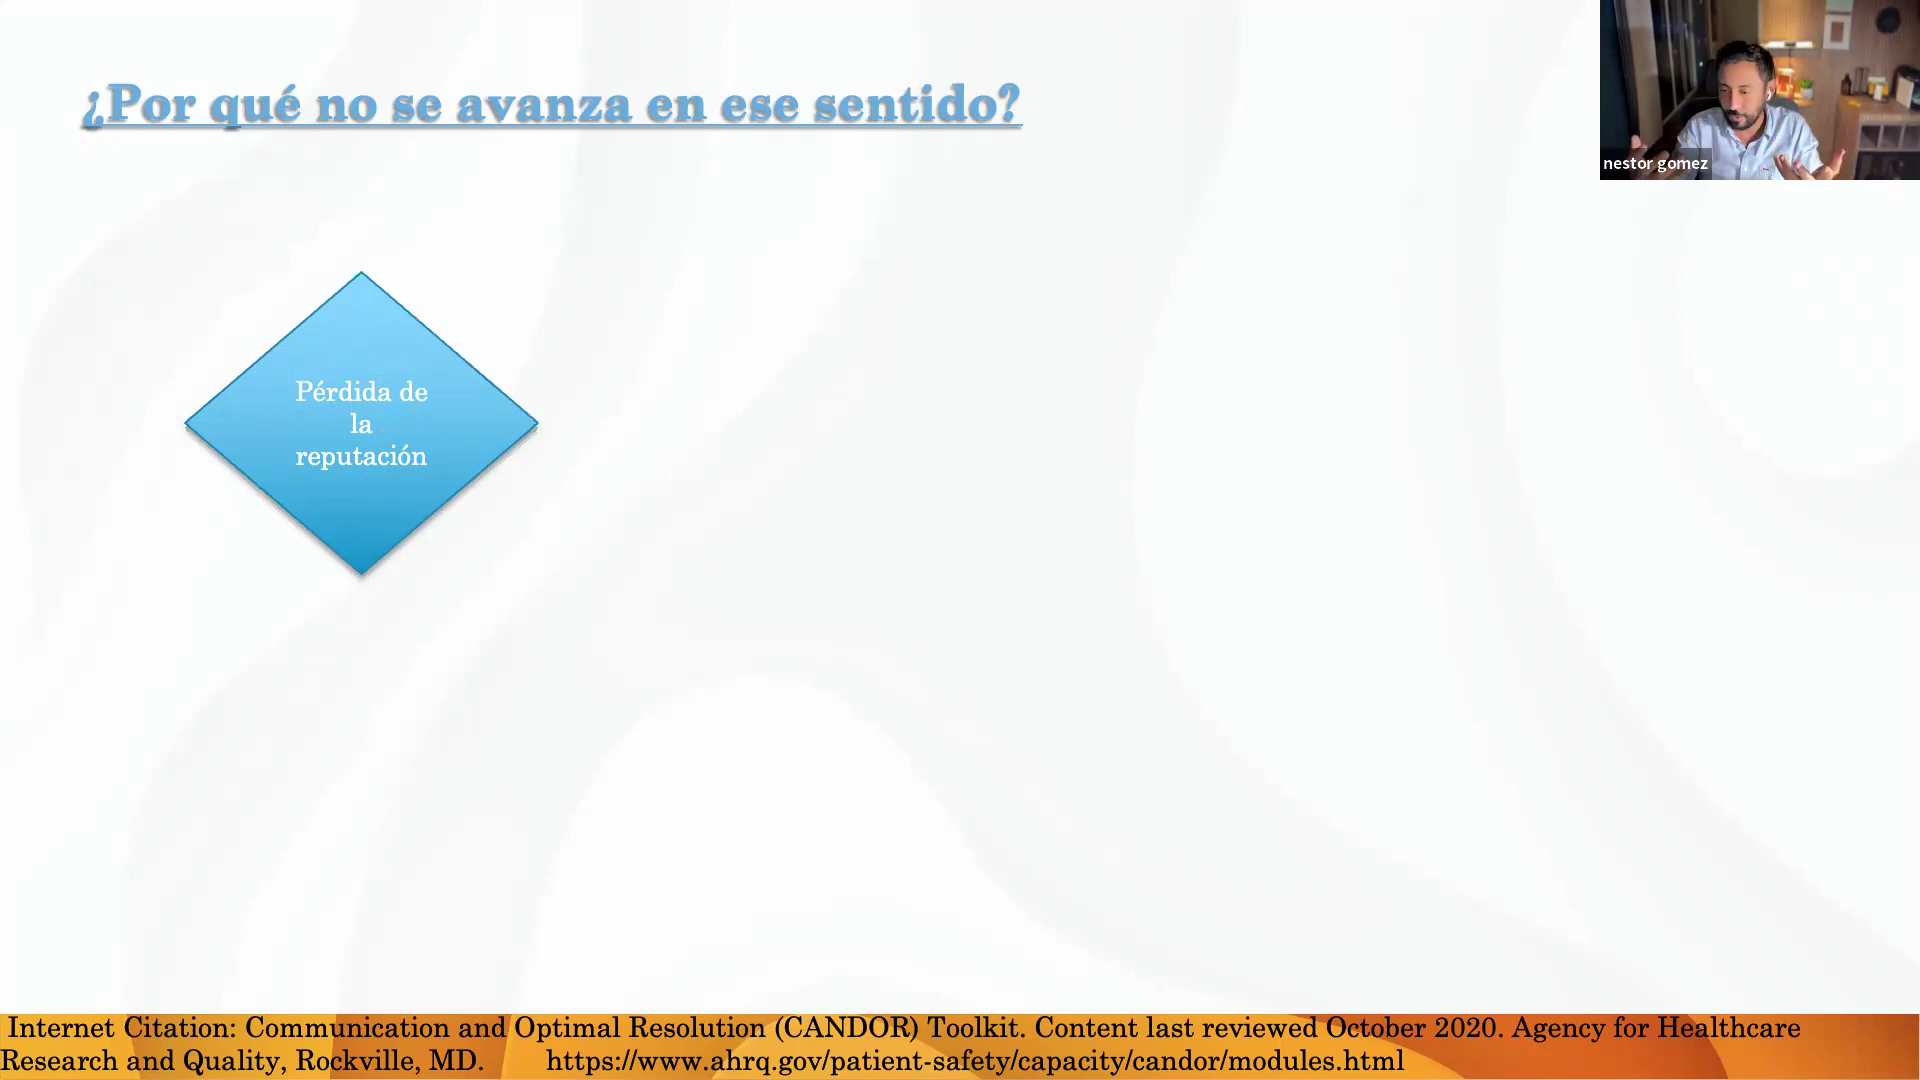 ¿Por qué no se avanza en ese sentido?
nestor gomez
Pérdida de
la
reputación
Internet Citation: Communication and Optimal Resolution (CANDOR) Toolkit. Content last reviewed October 2020. Agency for Healthcare
Research and Quality, Rockville, MD. https://www.ahrq.gov/patient-safety/capacity/candor/modules.html